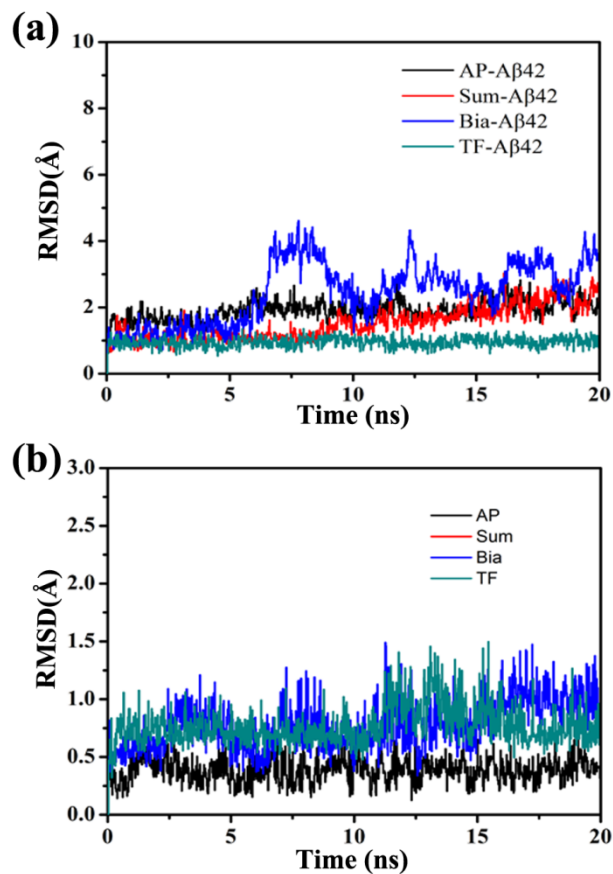 (a)
10
8
6
4
2
0
RMSD(Å)
AP-Aβ42
Sum-Aβ42
Bia-Aβ42
TF-Aβ42
0 5 10 15 20
Time (ns)
(b)
3.0
2.5
2.0
1.5
1.0
0.5
0.0
RMSD(Å)
AP
Sum
Bia
TF
0 5 10 15 20
Time (ns)